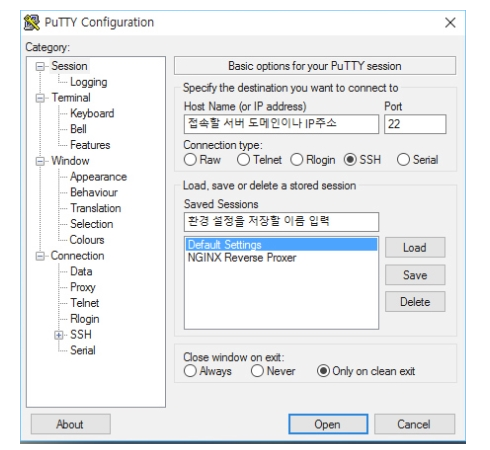 PuTTY Configuration
Category:
Session
Logging
Terminal
Keyboard
Bell
Features
Window
Appearance
Behaviour
Translation
Selection
Colours
Connection
Data
Proxy
Telnet
Rlogin
SSH
Serial
Basic options for your PuTTY session
Specify the destination you want to connect to
Host Name (or IP address) Port
접속할 서버 도메인이나 IP주소 22
Connection type:
Raw Telnet Rlogin SSH Serial
Load, save or delete a stored session
Saved Sessions
환경 설정을 저장할 이름 입력
Default Settings
NGINX Reverse Proxer
Load
Save
Delete
Close window on exit:
Always Never Only on clean exit
About Open Cancel